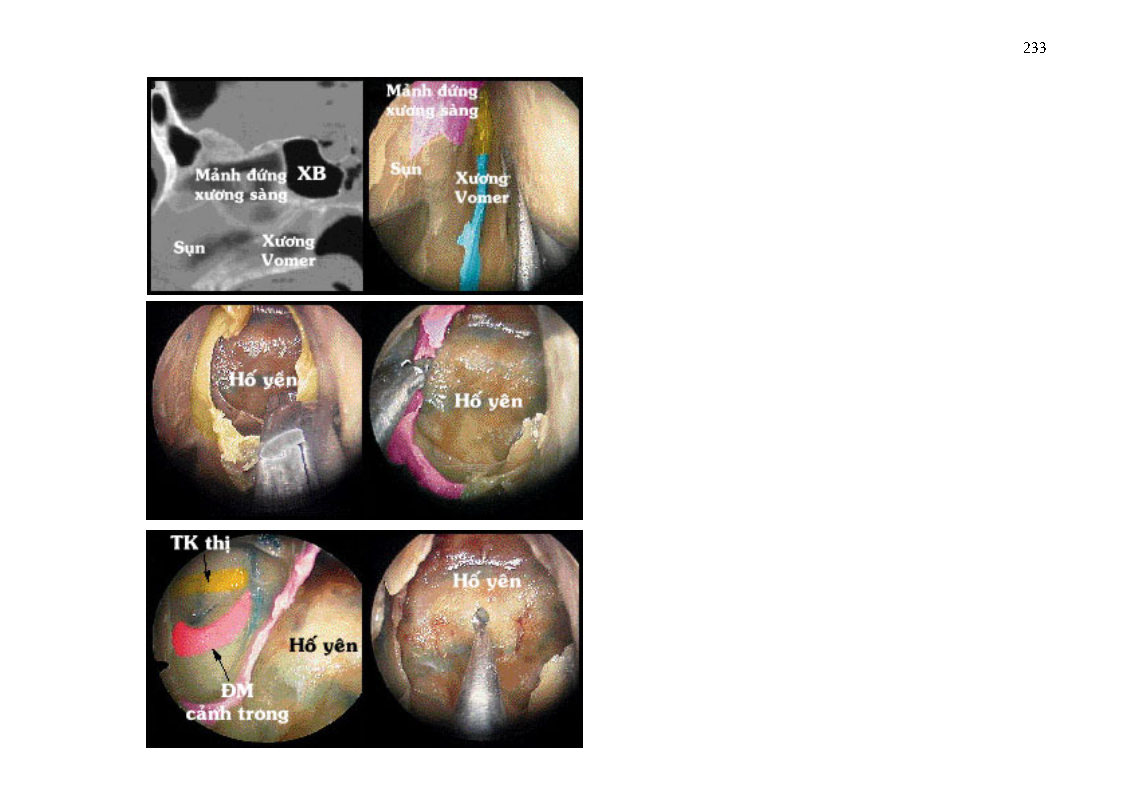 233
Mảnh đứng
xương sàng
XB
Sụn
Xương
Vomer
Mảnh đứng
xương sàng
Sụn
Xương
Vomer
Hố yên
Hố yên
TK thị
Hố yên
ĐM
cảnh trong
Hố yên